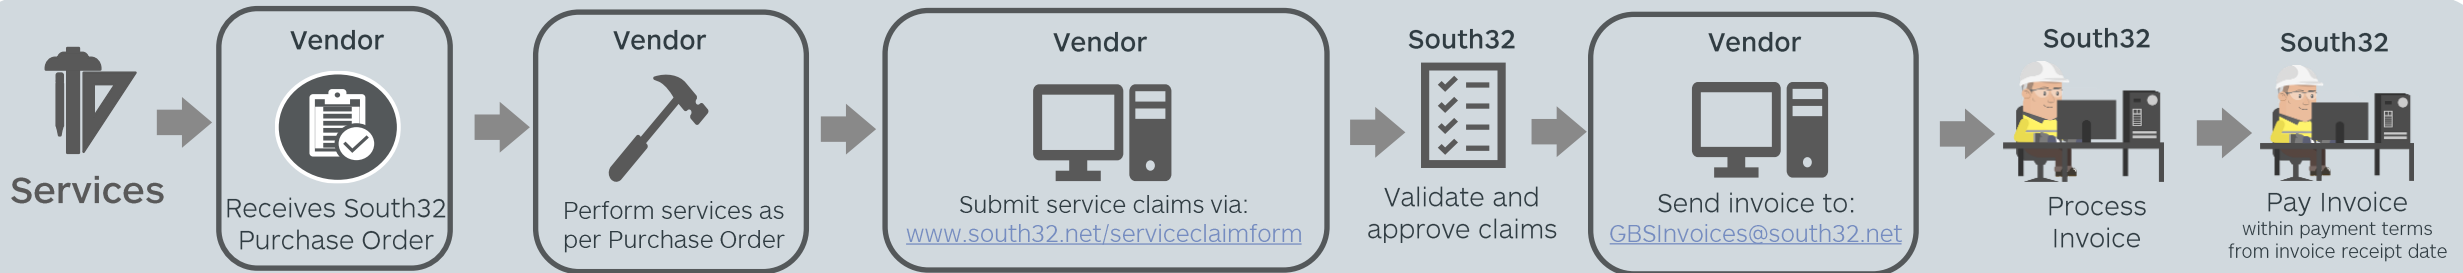 Services
Vendor
Receives South32
Purchase Order
Vendor
Perform services as
per Purchase Order
Vendor
Submit service claims via:
www.south32.net/serviceclaimform
South32
Validate and
approve claims
Vendor
Send invoice to:
GBSInvoices@south32.net
South32
Process
Invoice
South32
Pay Invoice
within payment terms
from invoice receipt date